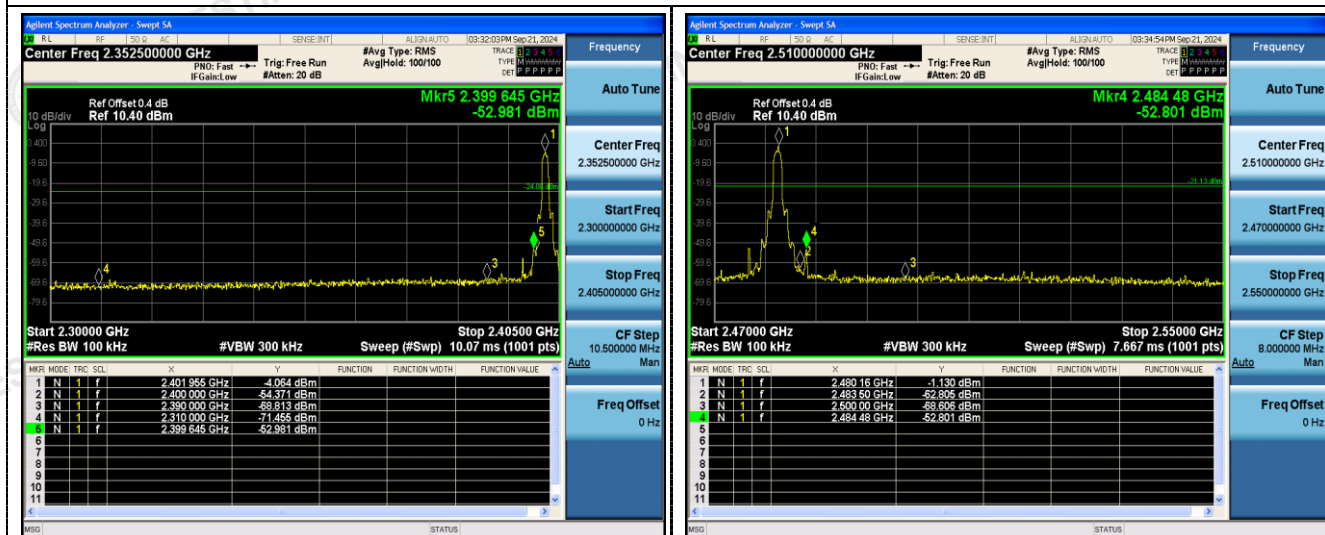 Agilent Spectrum Analyzer - Swept SA
RL RF 50 Ω AC SENSE:INT ALIGN AUTO 03:32:03 PM Sep 21, 2024
Center Freq 2.352500000 GHz
PNO: Fast
IFGain:Low
Trig: Free Run
#Atten: 20 dB
#Avg Type: RMS
Avg|Hold: 100/100
TRACE 1 2 3 4 5 6
TYPE M
DET P P P P P P
Mkr5 2.399 645 GHz
-52.981 dBm
Ref Offset 0.4 dB
10 dB/div Ref 10.40 dBm
Log
0.400
-9.60
-19.6
-29.6
-39.6
-49.6
-59.6
-69.6
-79.6
1
5
3
4
Start 2.30000 GHz Stop 2.40500 GHz
#Res BW 100 kHz #VBW 300 kHz Sweep (#Swp) 10.07 ms (1001 pts)
MKR MODE TRC SCL X Y FUNCTION FUNCTION WIDTH FUNCTION VALUE
1 N 1 f 2.401 955 GHz -4.064 dBm
2 N 1 f 2.400 000 GHz -54.371 dBm
3 N 1 f 2.390 000 GHz -68.813 dBm
4 N 1 f 2.310 000 GHz -71.455 dBm
5 N 1 f 2.399 645 GHz -52.981 dBm
6
7
8
9
10
11
MSG STATUS
Frequency
Auto Tune
Center Freq
2.352500000 GHz
Start Freq
2.300000000 GHz
Stop Freq
2.405000000 GHz
CF Step
10.500000 MHz
Auto Man
Freq Offset
0 Hz
Agilent Spectrum Analyzer - Swept SA
RL RF 50 Ω AC SENSE:INT ALIGN AUTO 03:34:54 PM Sep 21, 2024
Center Freq 2.510000000 GHz
PNO: Fast
IFGain:Low
Trig: Free Run
#Atten: 20 dB
#Avg Type: RMS
Avg|Hold: 100/100
TRACE 1 2 3 4 5 6
TYPE M
DET P P P P P P
Mkr4 2.484 48 GHz
-52.801 dBm
Ref Offset 0.4 dB
10 dB/div Ref 10.40 dBm
Log
0.400
-9.60
-19.6
-21.13 dBm
-29.6
-39.6
-49.6
-59.6
-69.6
-79.6
1
4
2
3
Start 2.47000 GHz Stop 2.55000 GHz
#Res BW 100 kHz #VBW 300 kHz Sweep (#Swp) 7.667 ms (1001 pts)
MKR MODE TRC SCL X Y FUNCTION FUNCTION WIDTH FUNCTION VALUE
1 N 1 f 2.480 16 GHz -1.130 dBm
2 N 1 f 2.483 50 GHz -62.805 dBm
3 N 1 f 2.500 00 GHz -68.606 dBm
4 N 1 f 2.484 48 GHz -52.801 dBm
5
6
7
8
9
10
11
MSG STATUS
Frequency
Auto Tune
Center Freq
2.510000000 GHz
Start Freq
2.470000000 GHz
Stop Freq
2.550000000 GHz
CF Step
8.000000 MHz
Auto Man
Freq Offset
0 Hz